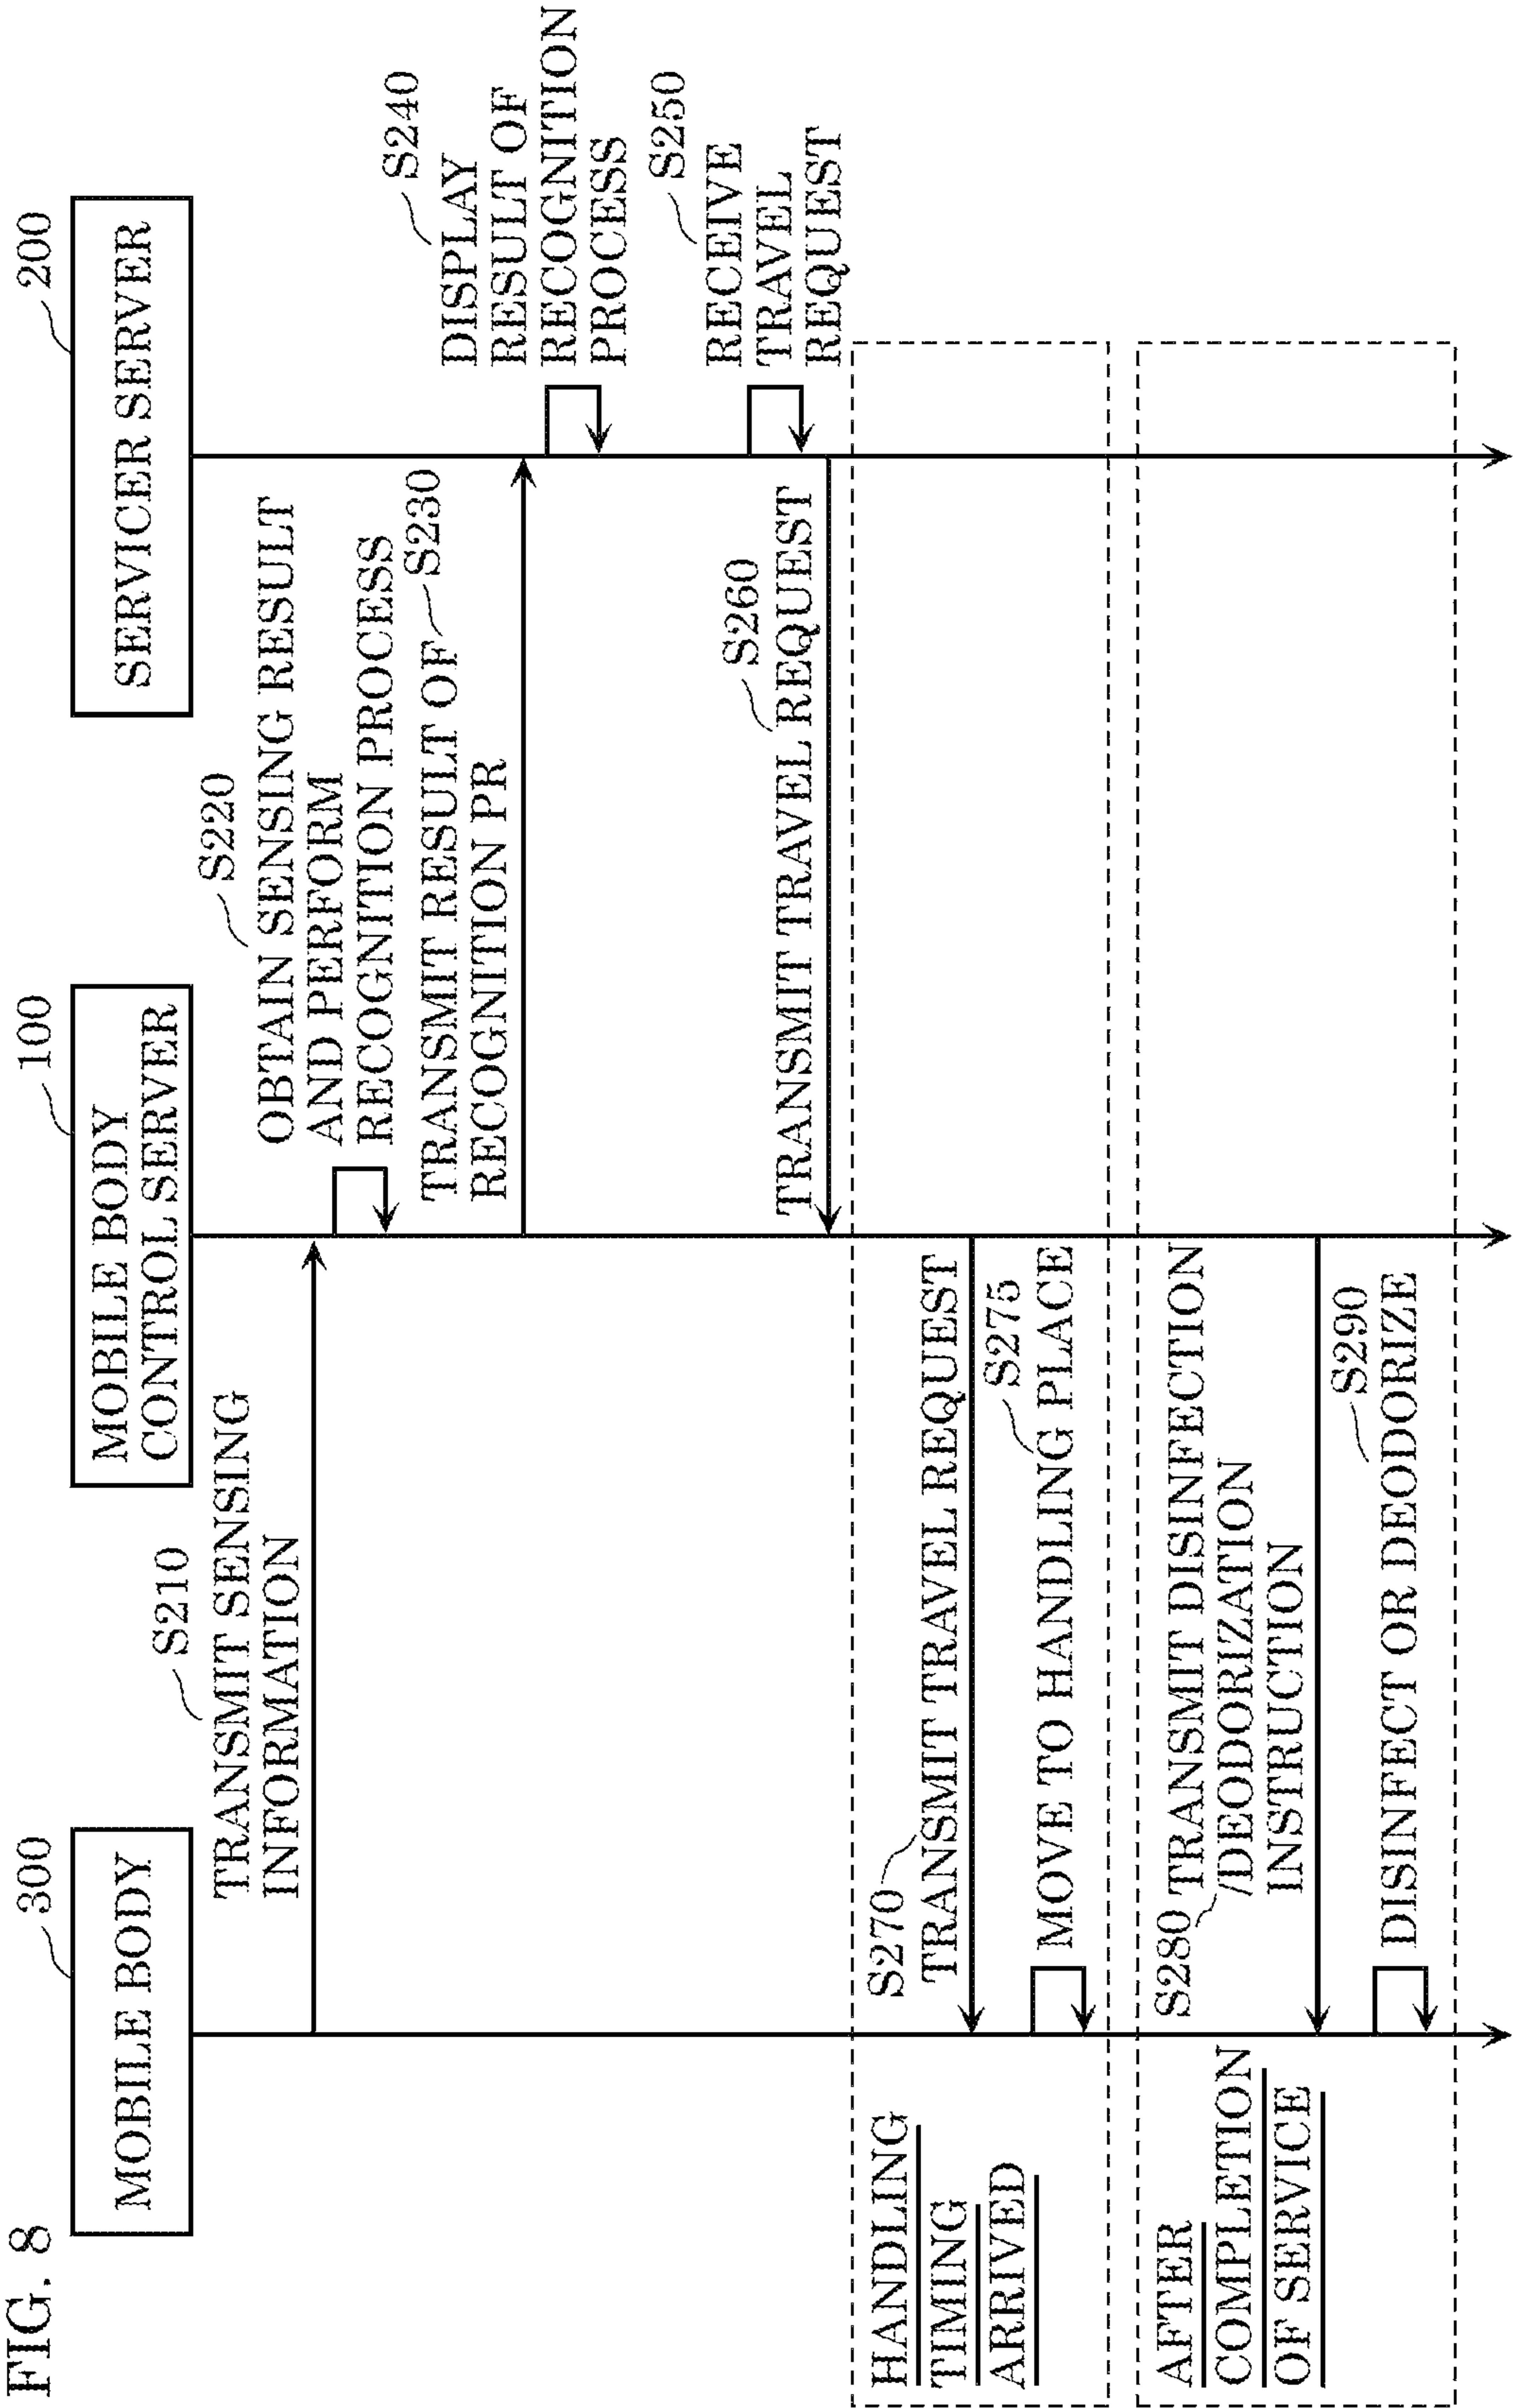 FIG. 8
300
MOBILE BODY
100
MOBILE BODY
CONTROL SERVER
200
SERVICER SERVER
S210
TRANSMIT SENSING
INFORMATION
S220
OBTAIN SENSING RESULT
AND PERFORM
RECOGNITION PROCESS
TRANSMIT RESULT OF S230
RECOGNITION PR
S240
DISPLAY
RESULT OF
RECOGNITION
PROCESS
S250
RECEIVE
TRAVEL
REQUEST
S260
TRANSMIT TRAVEL REQUEST
HANDLING
TIMING
ARRIVED
S270
TRANSMIT TRAVEL REQUEST
S275
MOVE TO HANDLING PLACE
AFTER
COMPLETION
OF SERVICE
S280 TRANSMIT DISINFECTION
/DEODORIZATION
INSTRUCTION
S290
DISINFECT OR DEODORIZE